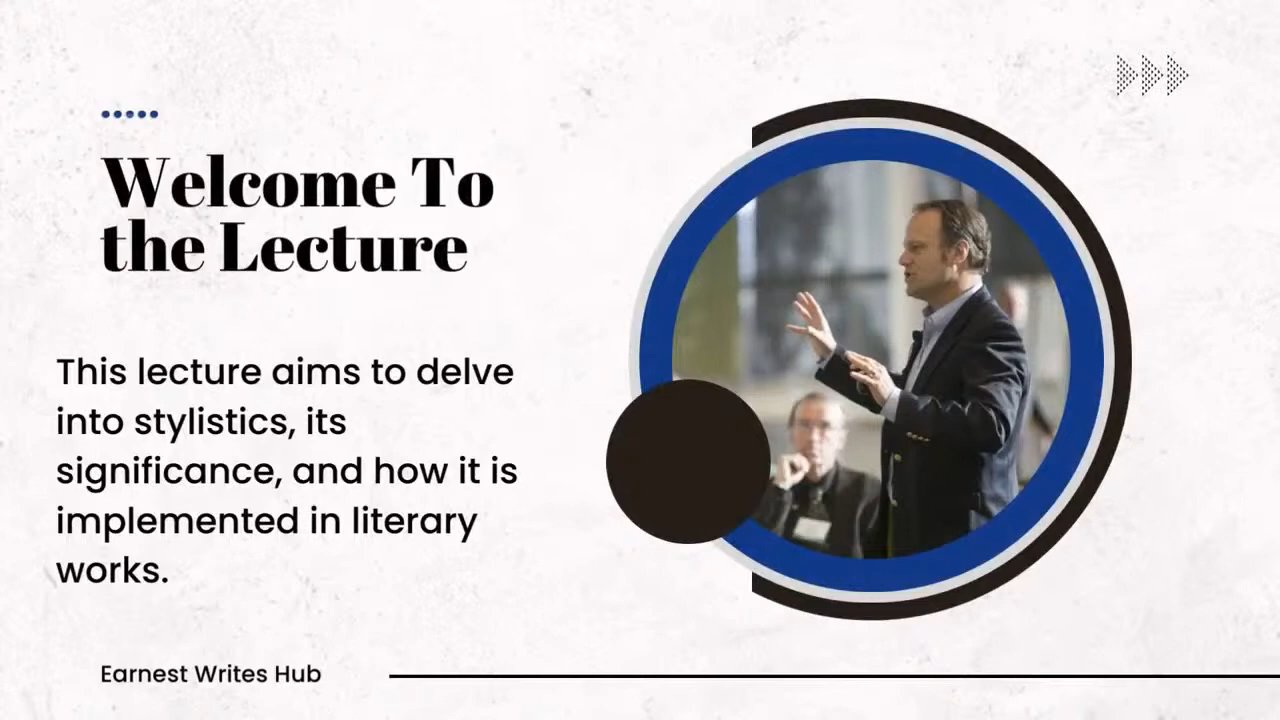 Welcome To
the Lecture
This lecture aims to delve
into stylistics, its
significance, and how it is
implemented in literary
works.
Earnest Writes Hub